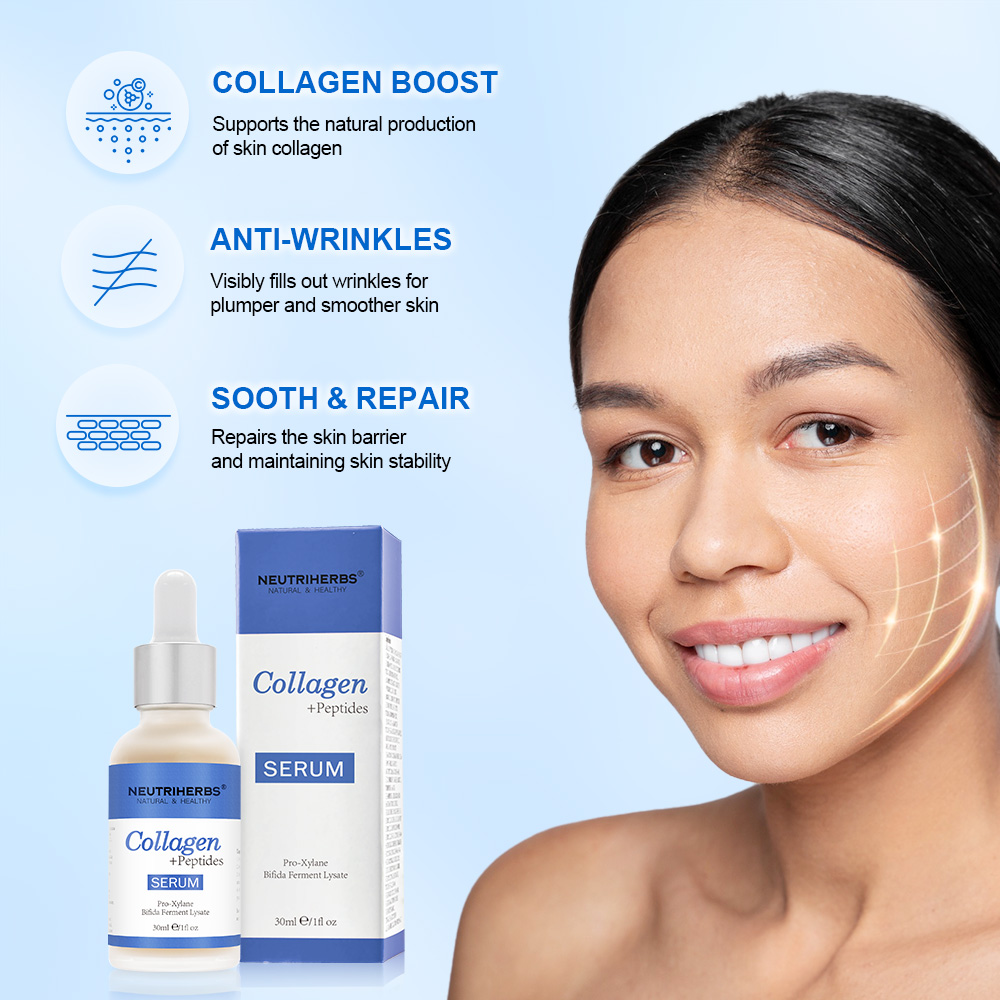 COLLAGEN BOOST
Supports the natural production
of skin collagen
ANTI-WRINKLES
Visibly fills out wrinkles for
plumper and smoother skin
SOOTH & REPAIR
Repairs the skin barrier
and maintaining skin stability
NEUTRIHERBS®
NATURAL & HEALTHY
Collagen
+Peptides
SERUM
Pro-Xylane
Bifida Ferment Lysate
30ml ℮/1fl oz
NEUTRIHERBS®
NATURAL & HEALTHY
Collagen
+Peptides
SERUM
Pro-Xylane
Bifida Ferment Lysate
30ml ℮/1fl oz